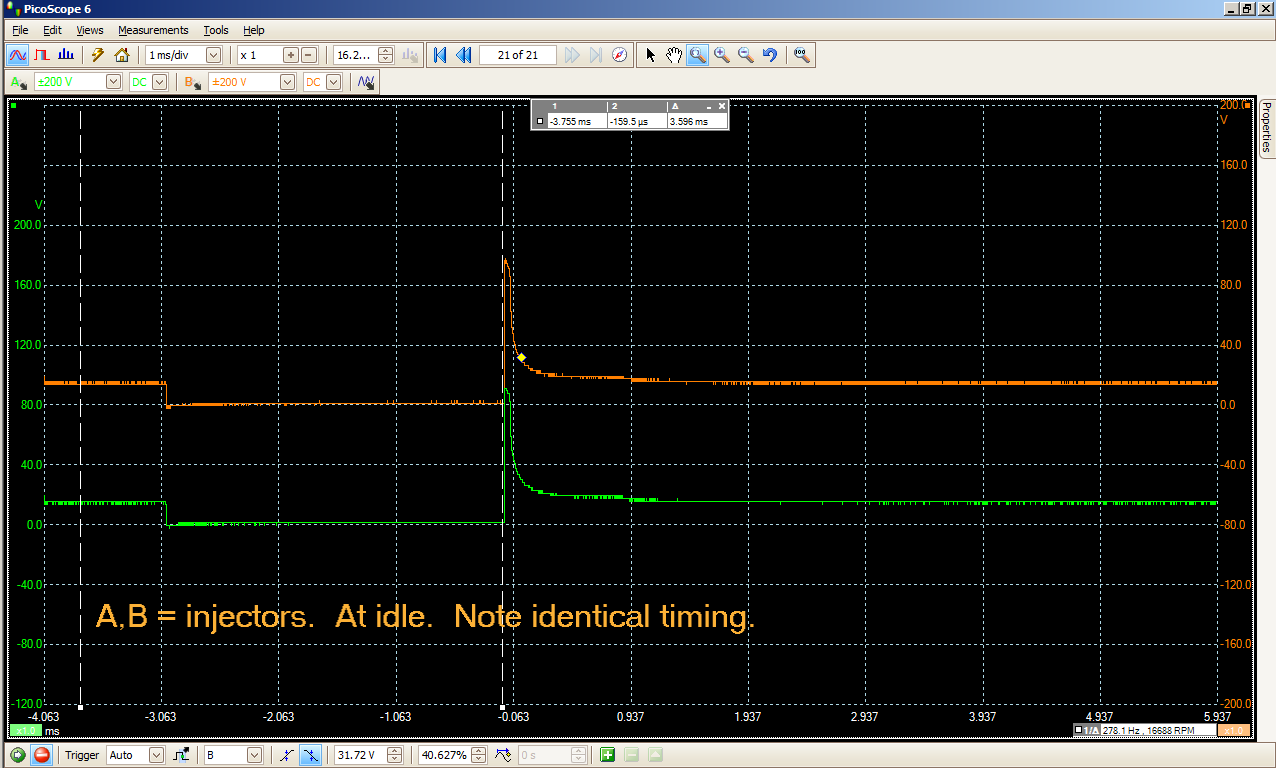 PicoScope 6
File Edit Views Measurements Tools Help
1 ms/div x 1 16.2... 21 of 21
A ±200 V DC B ±200 V DC
1 2 Δ
-3.755 ms -159.5 µs 3.596 ms
Properties
V
200.0
160.0
120.0
80.0
40.0
0.0
-40.0
-80.0
-120.0
200.0
V
160.0
120.0
80.0
40.0
0.0
-40.0
-80.0
-120.0
-160.0
-200.0
A,B = injectors. At idle. Note identical timing.
-4.063 -3.063 -2.063 -1.063 -0.063 0.937 1.937 2.937 3.937 4.937 5.937
x1.0 ms 1/Δ 278.1 Hz , 16688 RPM x1.0
Trigger Auto B 31.72 V 40.627% 0 s